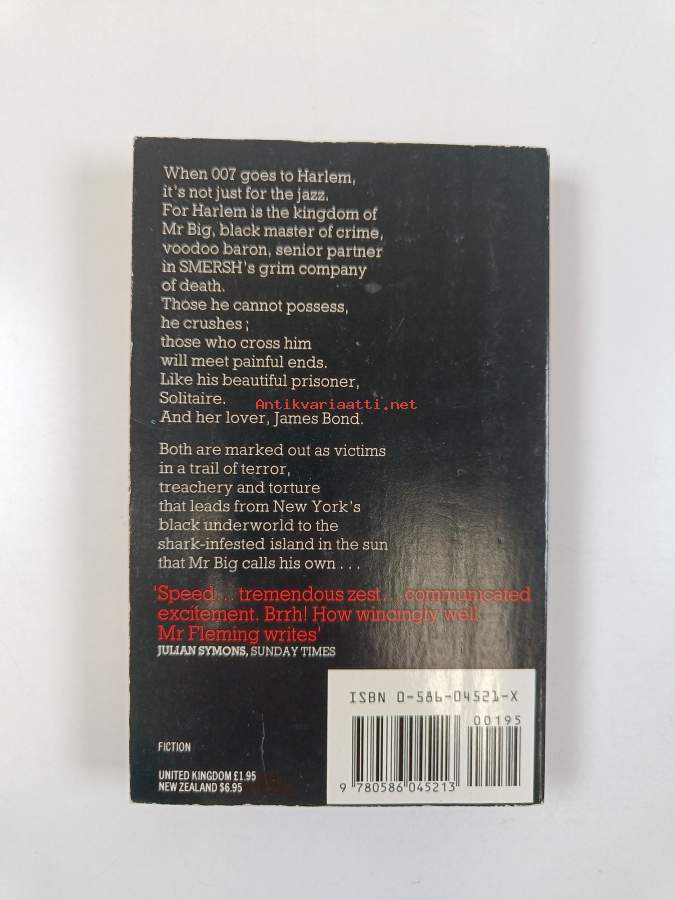 When 007 goes to Harlem,
it's not just for the jazz.
For Harlem is the kingdom of
Mr Big, black master of crime,
voodoo baron, senior partner
in SMERSH's grim company
of death.
Those he cannot possess,
he crushes;
those who cross him
will meet painful ends.
Like his beautiful prisoner,
Solitaire.
Antikvariaatti.net
And her lover, James Bond.
Both are marked out as victims
in a trail of terror,
treachery and torture
that leads from New York's
black underworld to the
shark-infested island in the sun
that Mr Big calls his own . . .
'Speed... tremendous zest... communicated
excitement. Brrh! How wincingly well
Mr Fleming writes'
JULIAN SYMONS, SUNDAY TIMES
ISBN 0-586-04521-X
00195
9 780586 045213
FICTION
UNITED KINGDOM £1.95
NEW ZEALAND $6.95